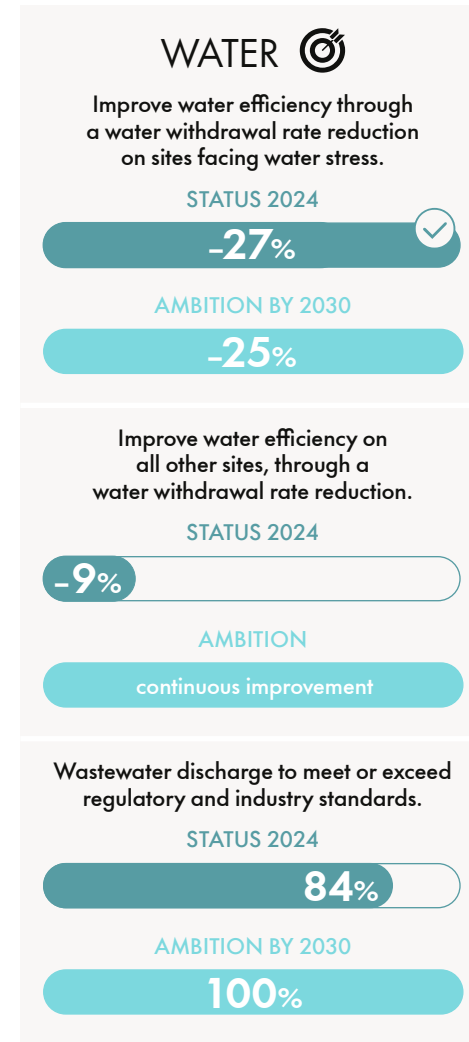 WATER
Improve water efficiency through
a water withdrawal rate reduction
on sites facing water stress.
STATUS 2024
–27%
AMBITION BY 2030
–25%
Improve water efficiency on
all other sites, through a
water withdrawal rate reduction.
STATUS 2024
–9%
AMBITION
continuous improvement
Wastewater discharge to meet or exceed
regulatory and industry standards.
STATUS 2024
84%
AMBITION BY 2030
100%